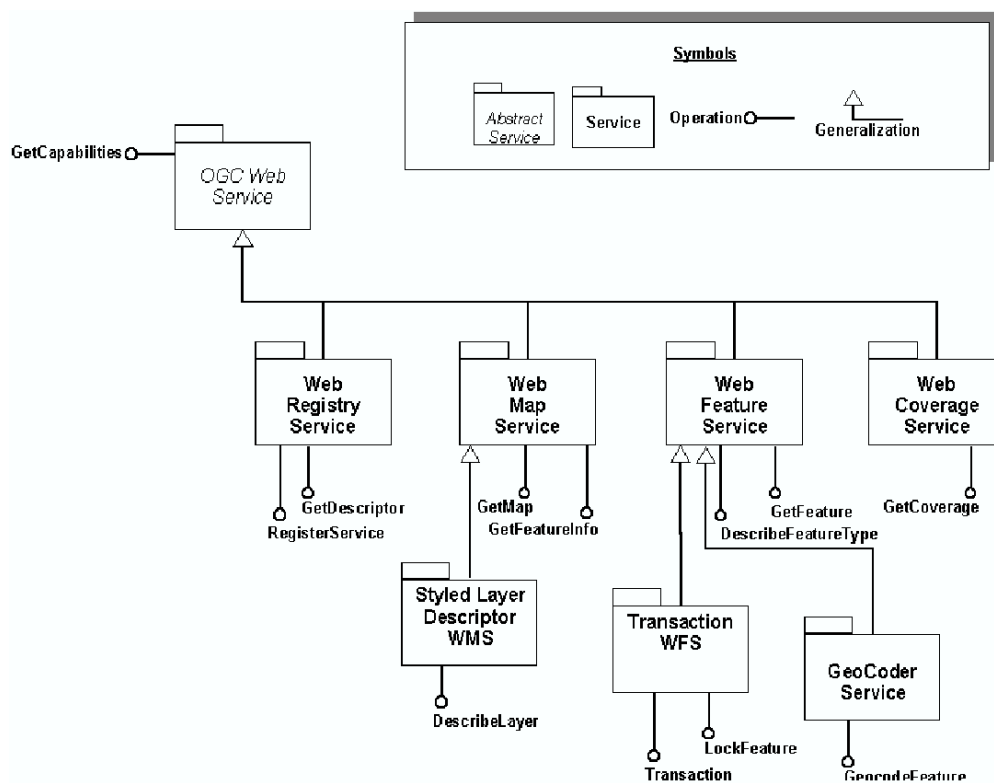 Symbols
Abstract
Service
Service
Operation
Generalization
GetCapabilities
OGC Web
Service
Web
Registry
Service
Web
Map
Service
Web
Feature
Service
Web
Coverage
Service
GetDescriptor
RegisterService
GetMap
GetFeatureInfo
GetFeature
DescribeFeatureType
GetCoverage
Styled Layer
Descriptor
WMS
Transaction
WFS
GeoCoder
Service
DescribeLayer
LockFeature
Transaction
GeocodeFeature